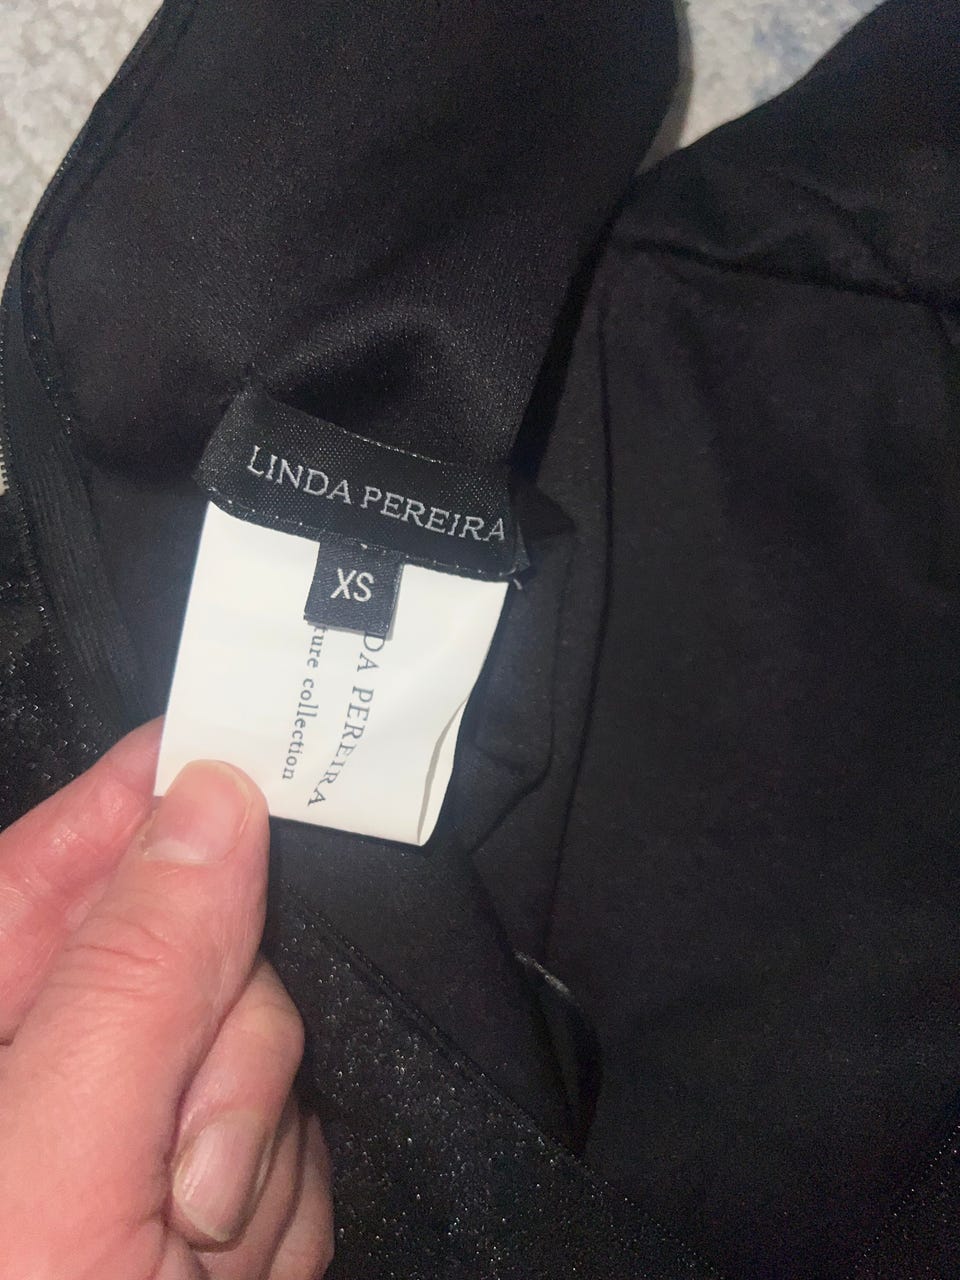 LINDA PEREIRA
XS
DA PEREIRA
ture collection